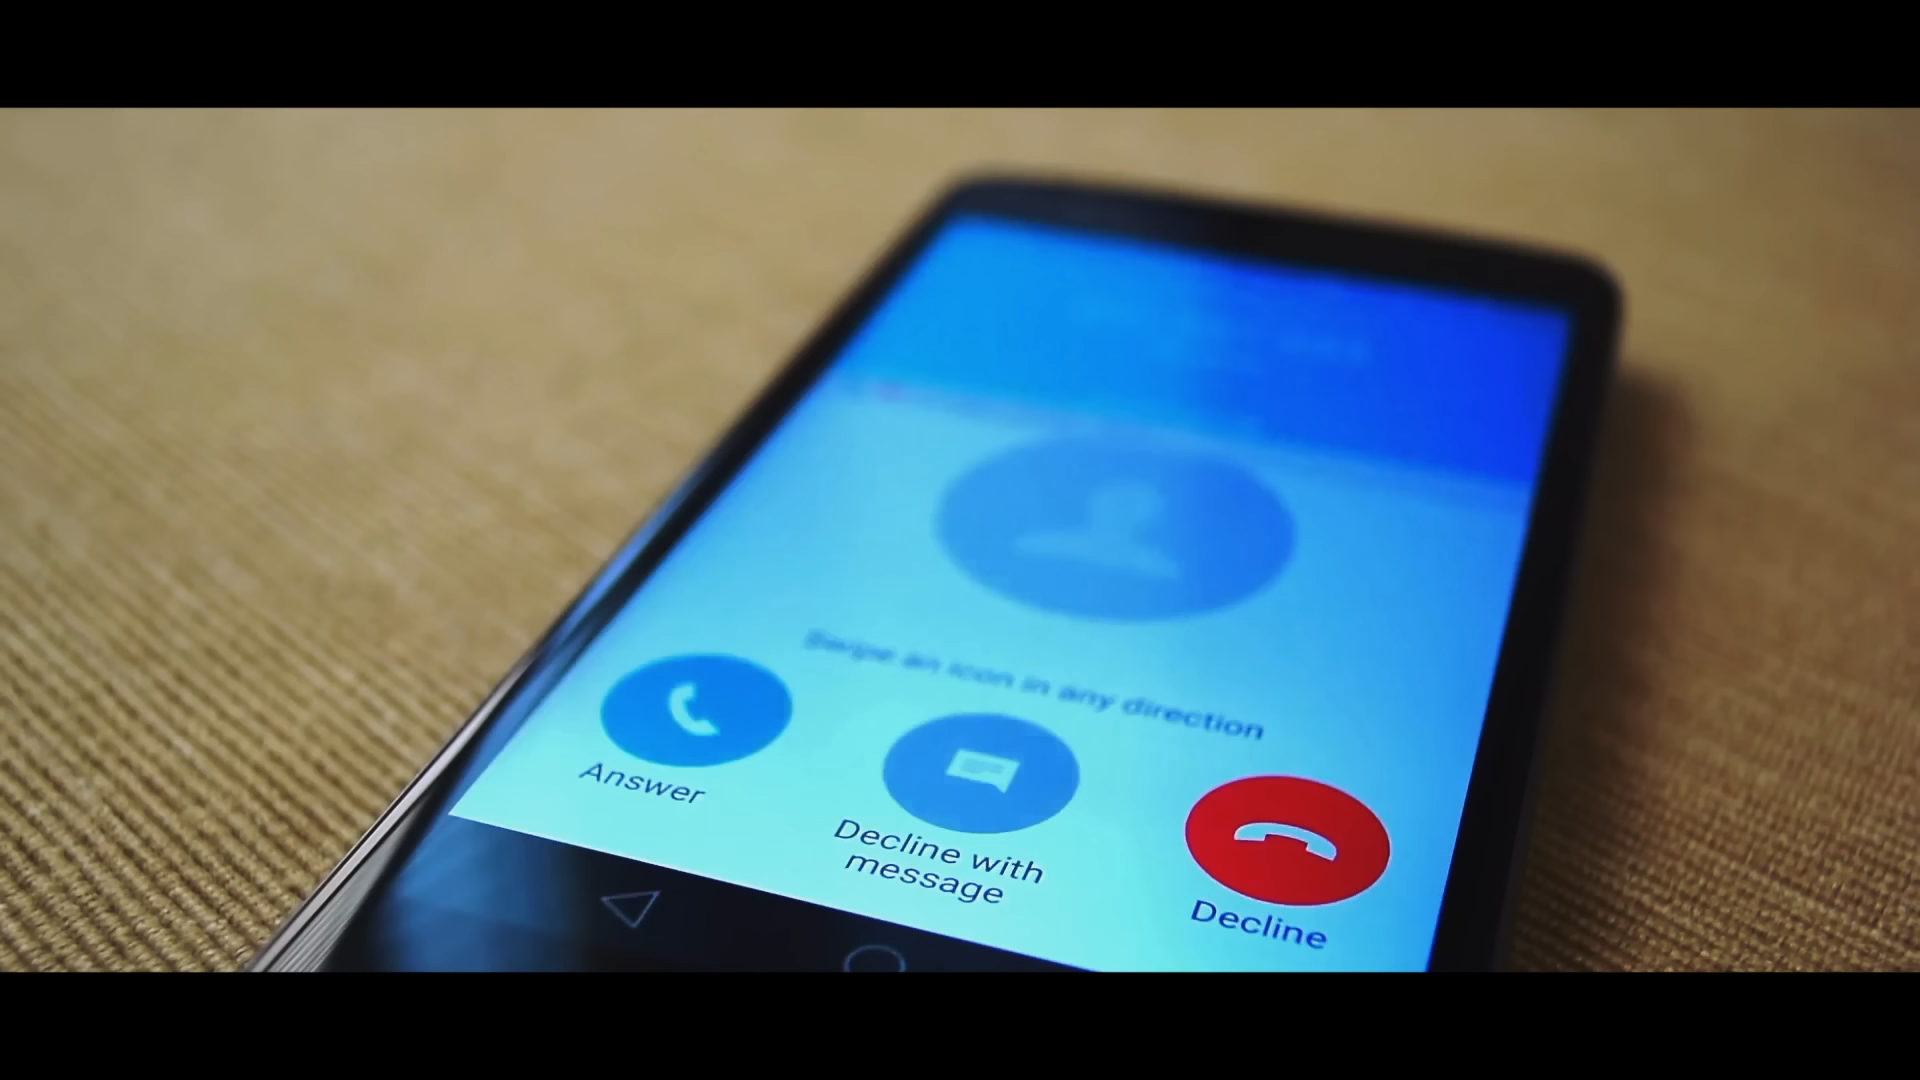 Swipe an icon in any direction
Answer
Decline with
message
Decline